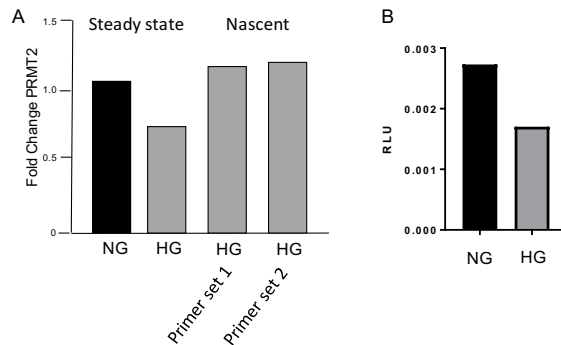 A
Steady state Nascent
Fold Change PRMT2
1.5
1.0
0.5
0
NG HG HG HG
Primer set 1
Primer set 2
B
RLU
0.003
0.002
0.001
0.000
NG HG